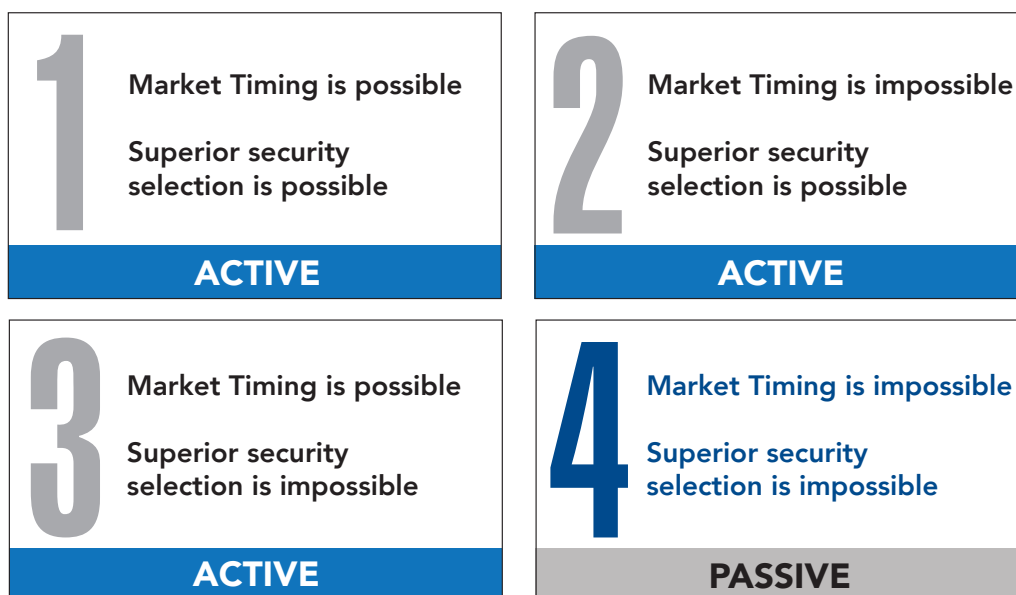 1
Market Timing is possible
Superior security
selection is possible
ACTIVE
2
Market Timing is impossible
Superior security
selection is possible
ACTIVE
3
Market Timing is possible
Superior security
selection is impossible
ACTIVE
4
Market Timing is impossible
Superior security
selection is impossible
PASSIVE